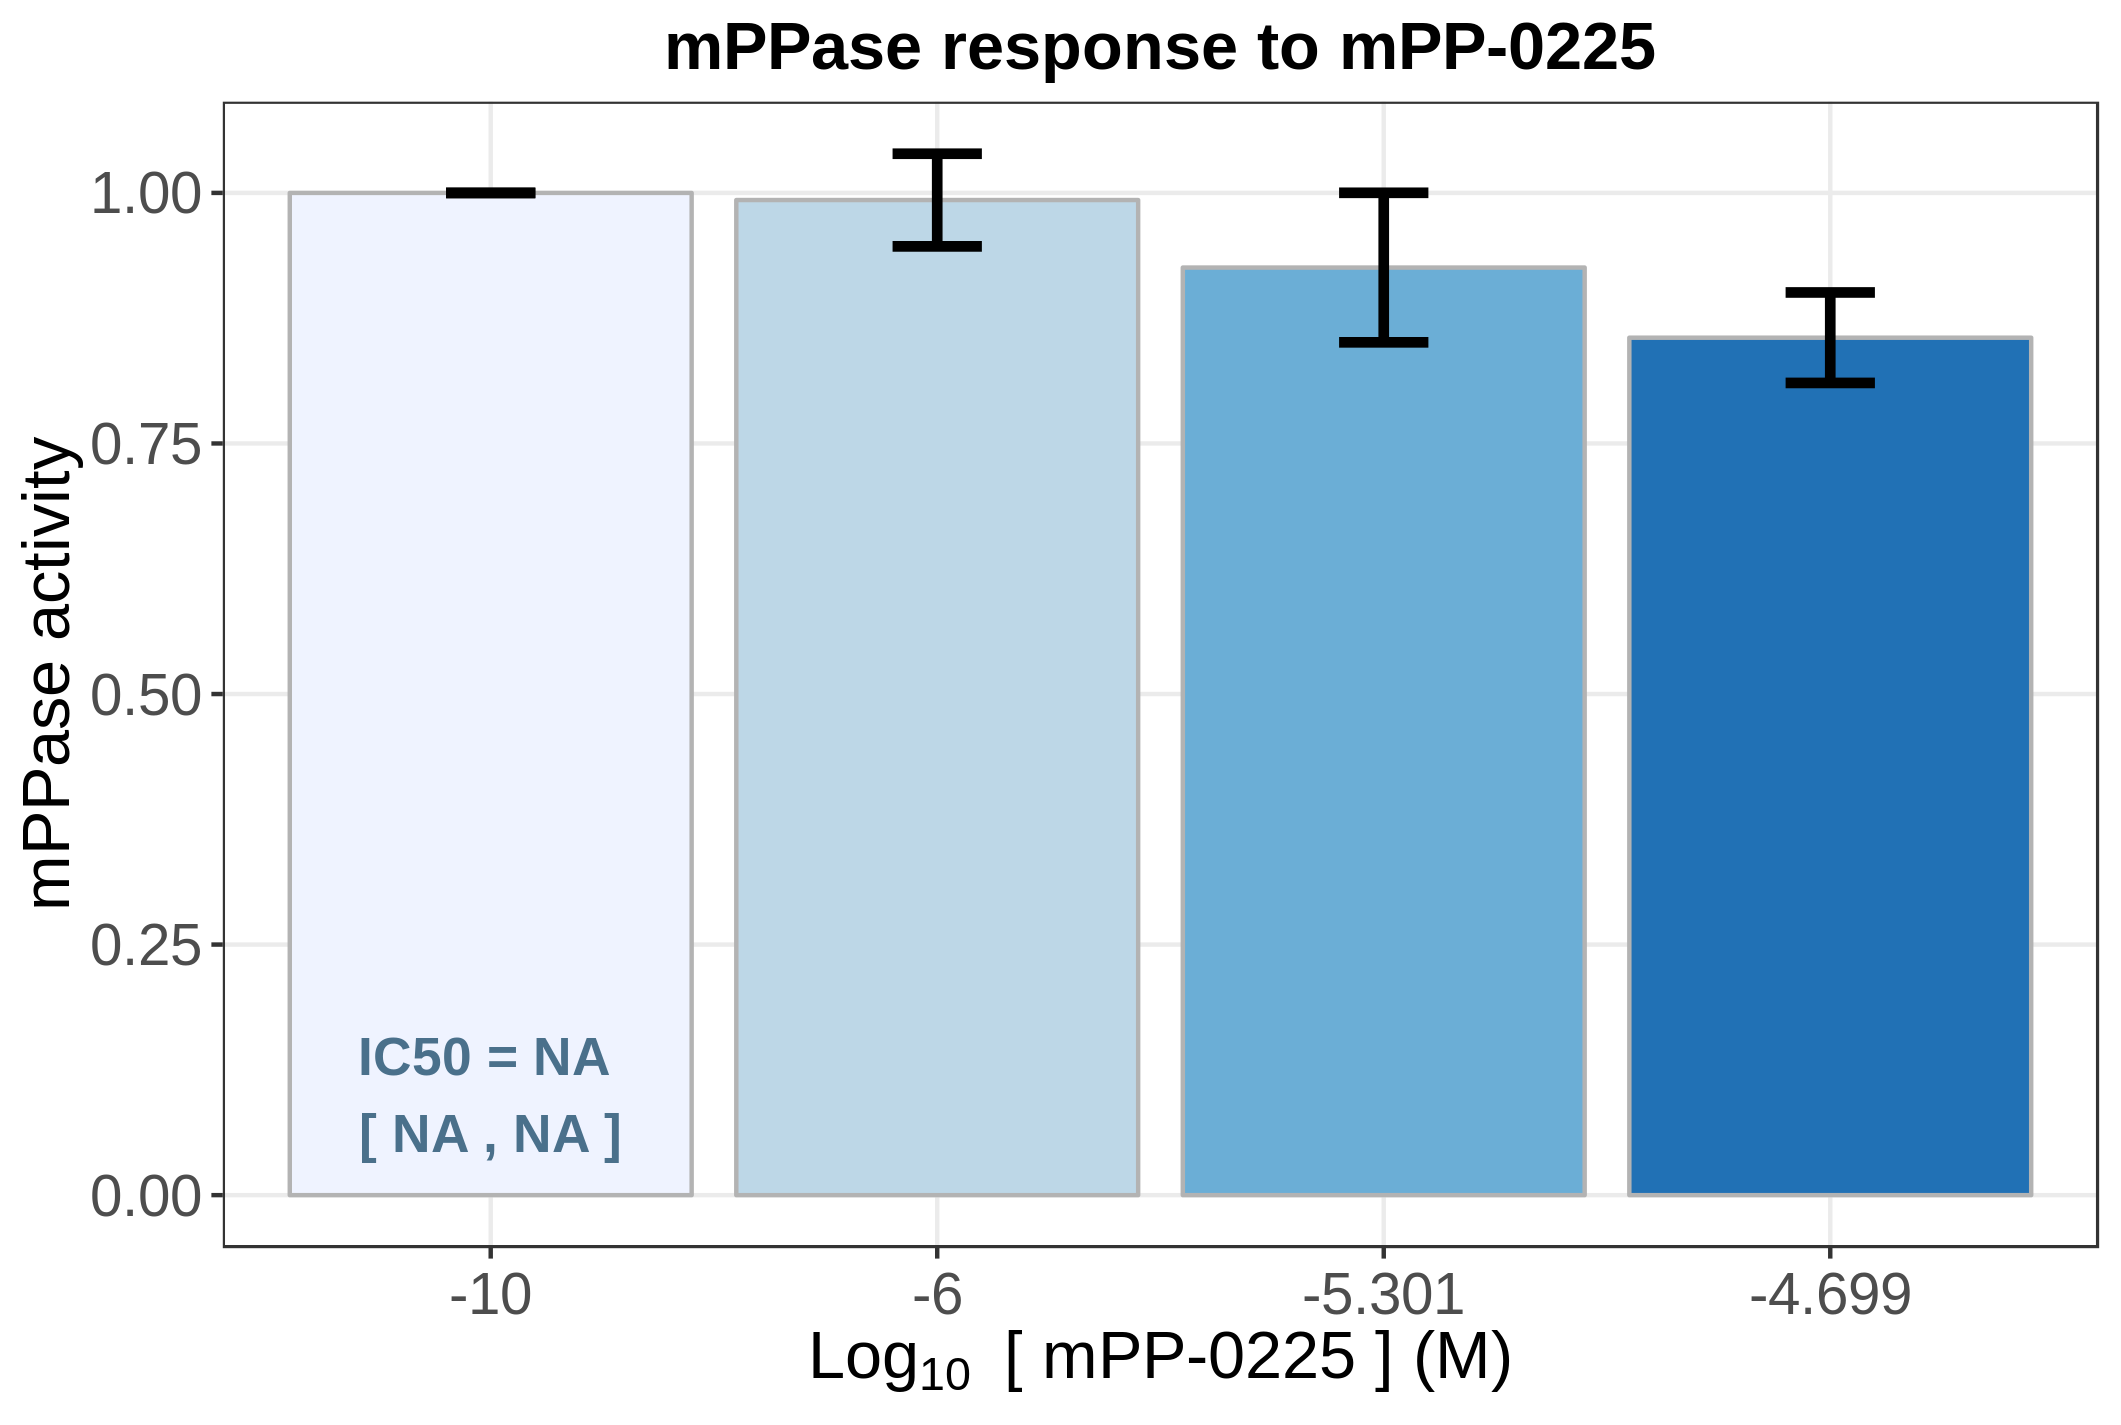 mPPase response to mPP-0225
mPPase activity
1.00
0.75
0.50
0.25
0.00
IC50 = NA
[ NA , NA ]
-10
-6
-5.301
-4.699
Log10 [ mPP-0225 ] (M)